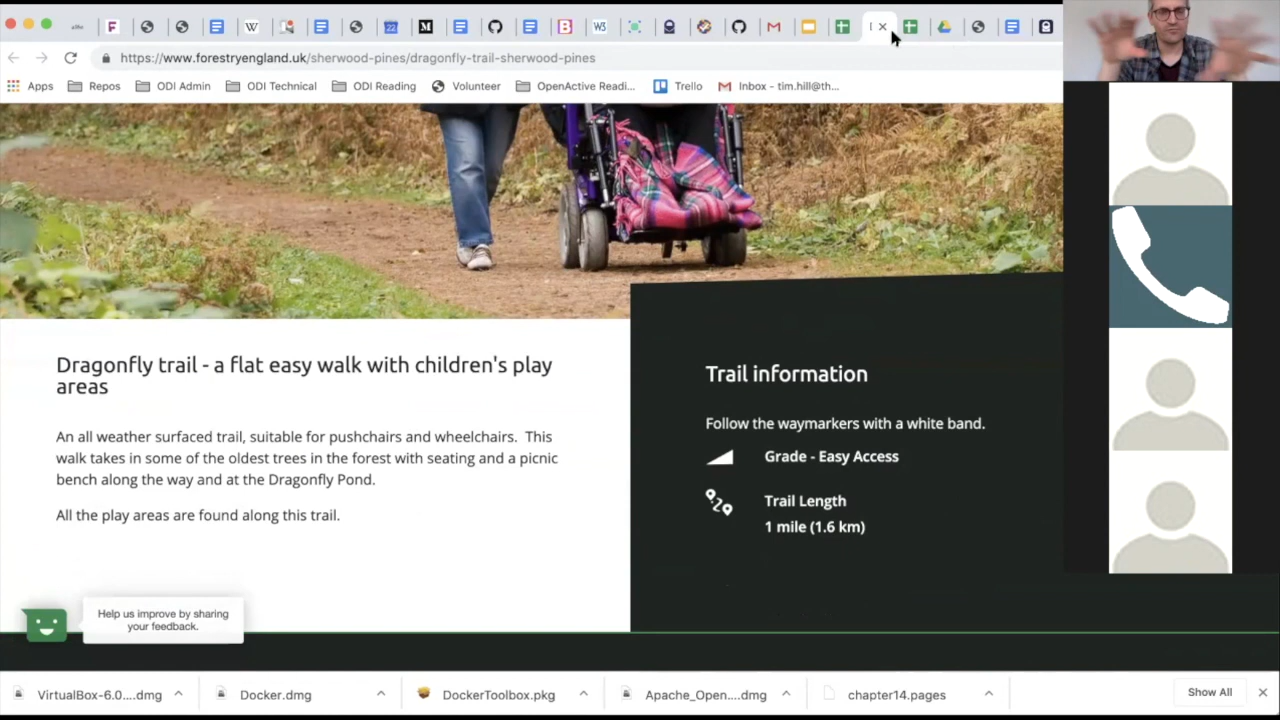 https://www.forestryengland.uk/sherwood-pines/dragonfly-trail-sherwood-pines
Apps Repos ODI Admin ODI Technical ODI Reading Volunteer OpenActive Readi... Trello Inbox - tim.hill@th...
Dragonfly trail - a flat easy walk with children's play
areas
An all weather surfaced trail, suitable for pushchairs and wheelchairs. This
walk takes in some of the oldest trees in the forest with seating and a picnic
bench along the way and at the Dragonfly Pond.
All the play areas are found along this trail.
Trail information
Follow the waymarkers with a white band.
Grade - Easy Access
Trail Length
1 mile (1.6 km)
Help us improve by sharing
your feedback.
VirtualBox-6.0....dmg Docker.dmg DockerToolbox.pkg Apache_Open....dmg chapter14.pages Show All